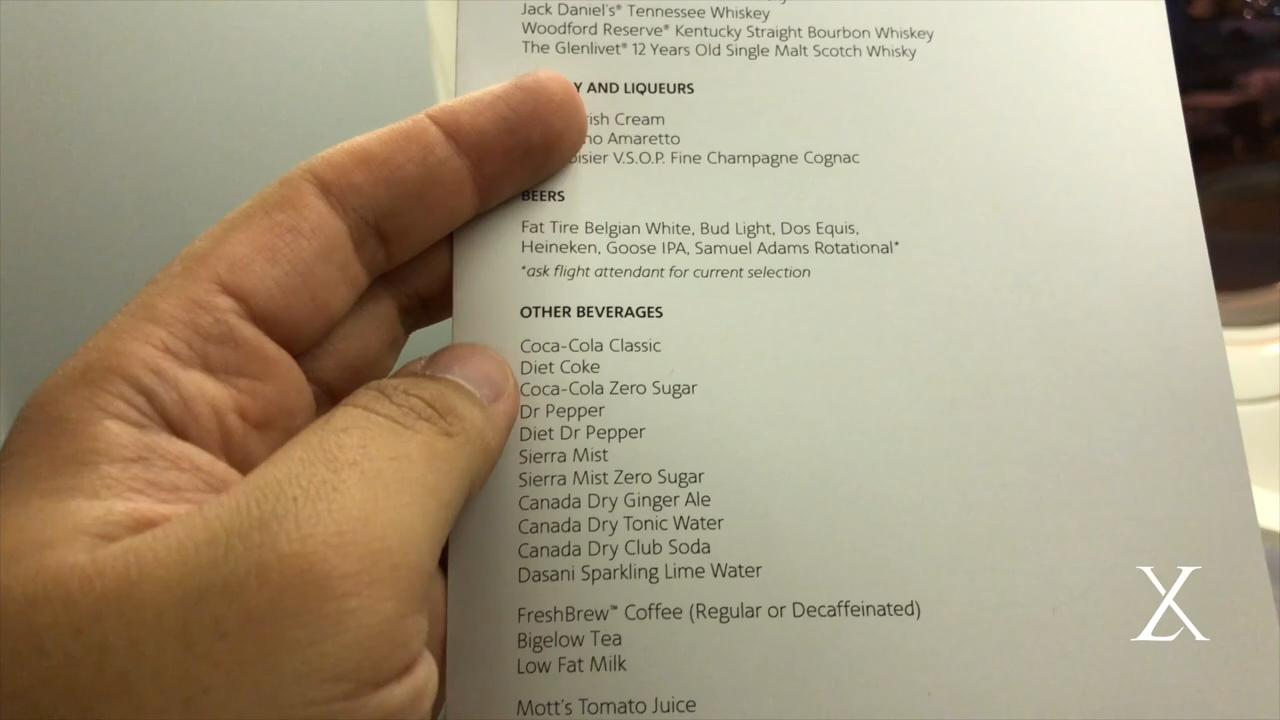 Jack Daniel's® Tennessee Whiskey
Woodford Reserve® Kentucky Straight Bourbon Whiskey
The Glenlivet® 12 Years Old Single Malt Scotch Whisky
AND LIQUEURS
Cream
Amaretto
V.S.O.P. Fine Champagne Cognac
BEERS
Fat Tire Belgian White, Bud Light, Dos Equis,
Heineken, Goose IPA, Samuel Adams Rotational*
*ask flight attendant for current selection
OTHER BEVERAGES
Coca-Cola Classic
Diet Coke
Coca-Cola Zero Sugar
Dr Pepper
Diet Dr Pepper
Sierra Mist
Sierra Mist Zero Sugar
Canada Dry Ginger Ale
Canada Dry Tonic Water
Canada Dry Club Soda
Dasani Sparkling Lime Water
FreshBrew™ Coffee (Regular or Decaffeinated)
Bigelow Tea
Low Fat Milk
Mott's Tomato Juice